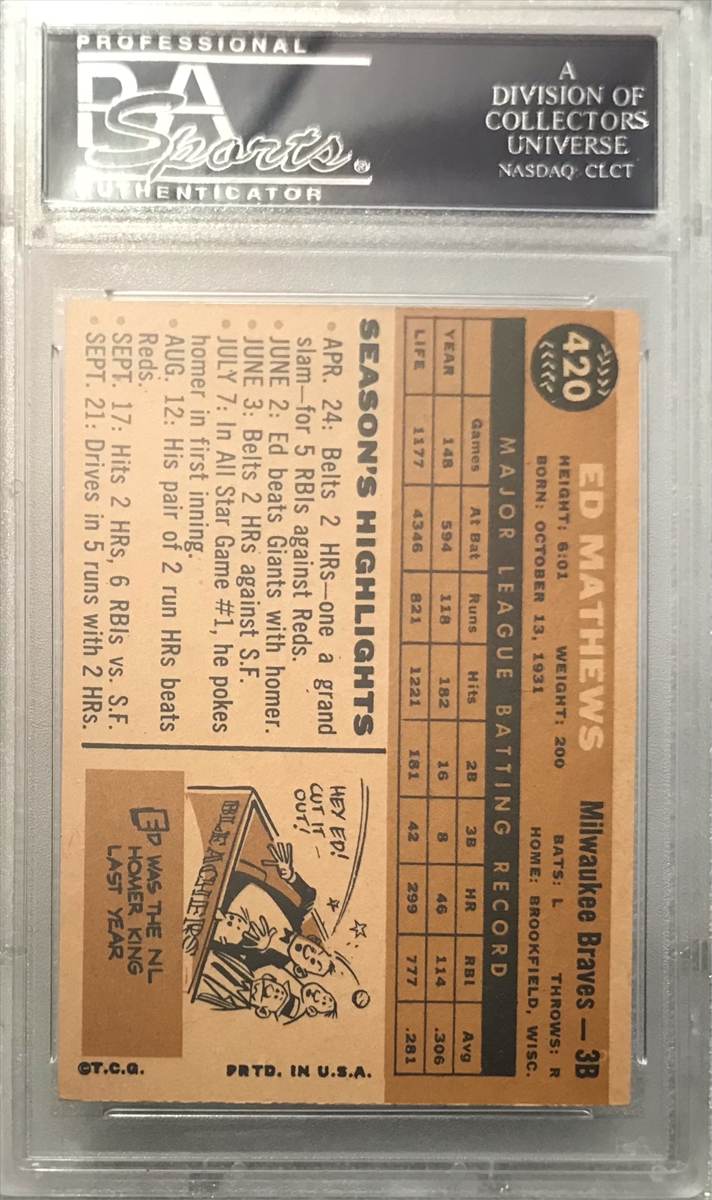 PROFESSIONAL
PSA
Sports®
AUTHENTICATOR
A
DIVISION OF
COLLECTORS
UNIVERSE
NASDAQ: CLCT
420
ED MATHEWS Milwaukee Braves — 3B
HEIGHT: 6:01 WEIGHT: 200 BATS: L THROWS: R
BORN: OCTOBER 13, 1931 HOME: BROOKFIELD, WISC.
MAJOR LEAGUE BATTING RECORD
Games At Bat Runs Hits 2B 3B HR RBI Avg
YEAR 148 594 118 182 16 8 46 114 .306
LIFE 1177 4346 821 1221 181 42 299 777 .281
SEASON'S HIGHLIGHTS
• APR. 24: Belts 2 HRs—one a grand
slam—for 5 RBIs against Reds.
• JUNE 2: Ed beats Giants with homer.
• JUNE 3: Belts 2 HRs against S.F.
• JULY 7: In All Star Game #1, he pokes
homer in first inning.
• AUG. 12: His pair of 2 run HRs beats
Reds.
• SEPT. 17: Hits 2 HRs, 6 RBIs vs. S.F.
• SEPT. 21: Drives in 5 runs with 2 HRs.
HEY ED!
CUT IT —
OUT!
BLEACHERS
ED WAS THE NL
HOMER KING
LAST YEAR
©T.C.G. PRTD. IN U.S.A.